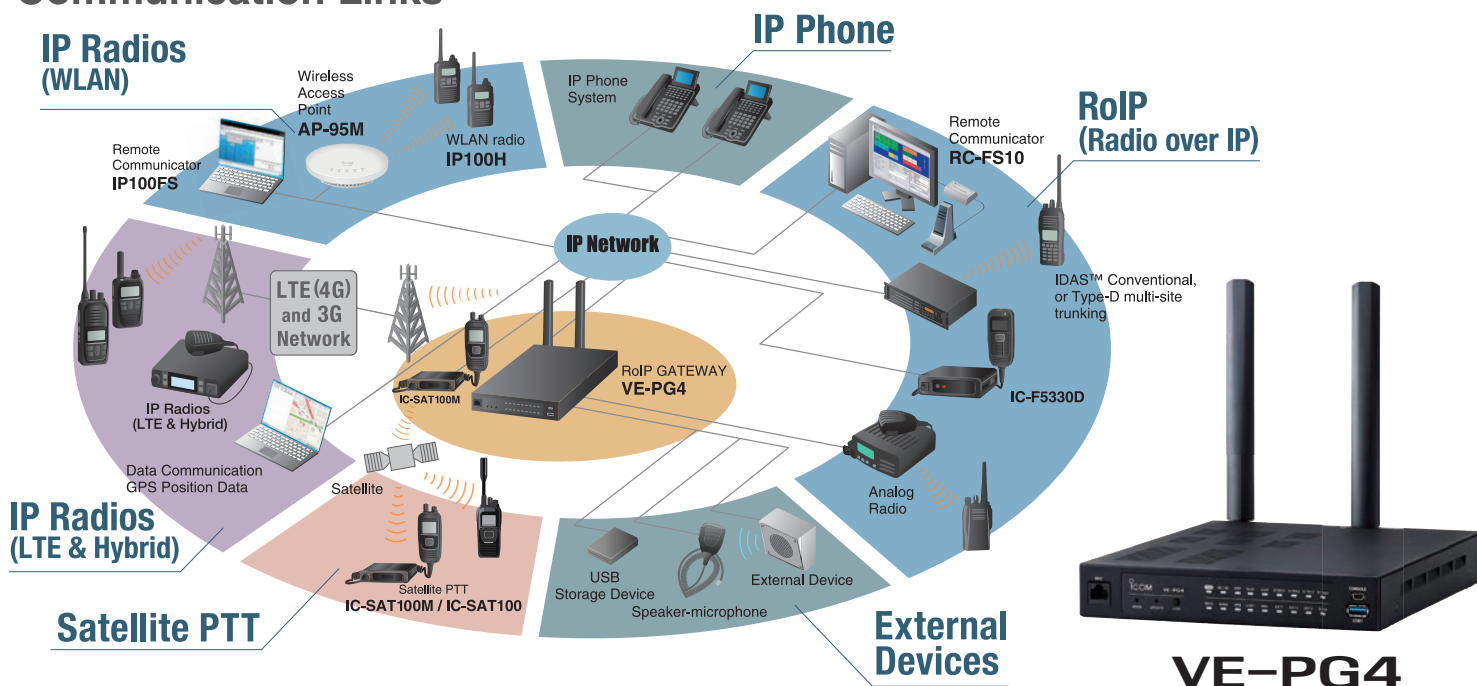 Communication Links
IP Radios
(WLAN)
Wireless
Access
Point
AP-95M
Remote
Communicator
IP100FS
WLAN radio
IP100H
IP Phone
IP Phone
System
RoIP
(Radio over IP)
Remote
Communicator
RC-FS10
IDAS™ Conventional,
or Type-D multi-site
trunking
IC-F5330D
Analog
Radio
IP Network
LTE(4G)
and 3G
Network
RoIP GATEWAY
VE-PG4
IC-SAT100M
IP Radios
(LTE & Hybrid)
Data Communication
GPS Position Data
IP Radios
(LTE & Hybrid)
Satellite
Satellite PTT
IC-SAT100M / IC-SAT100
Satellite PTT
USB
Storage Device
Speaker-microphone
External Device
External
Devices
ICOM VE-PG4
CONSOLE
VE-PG4